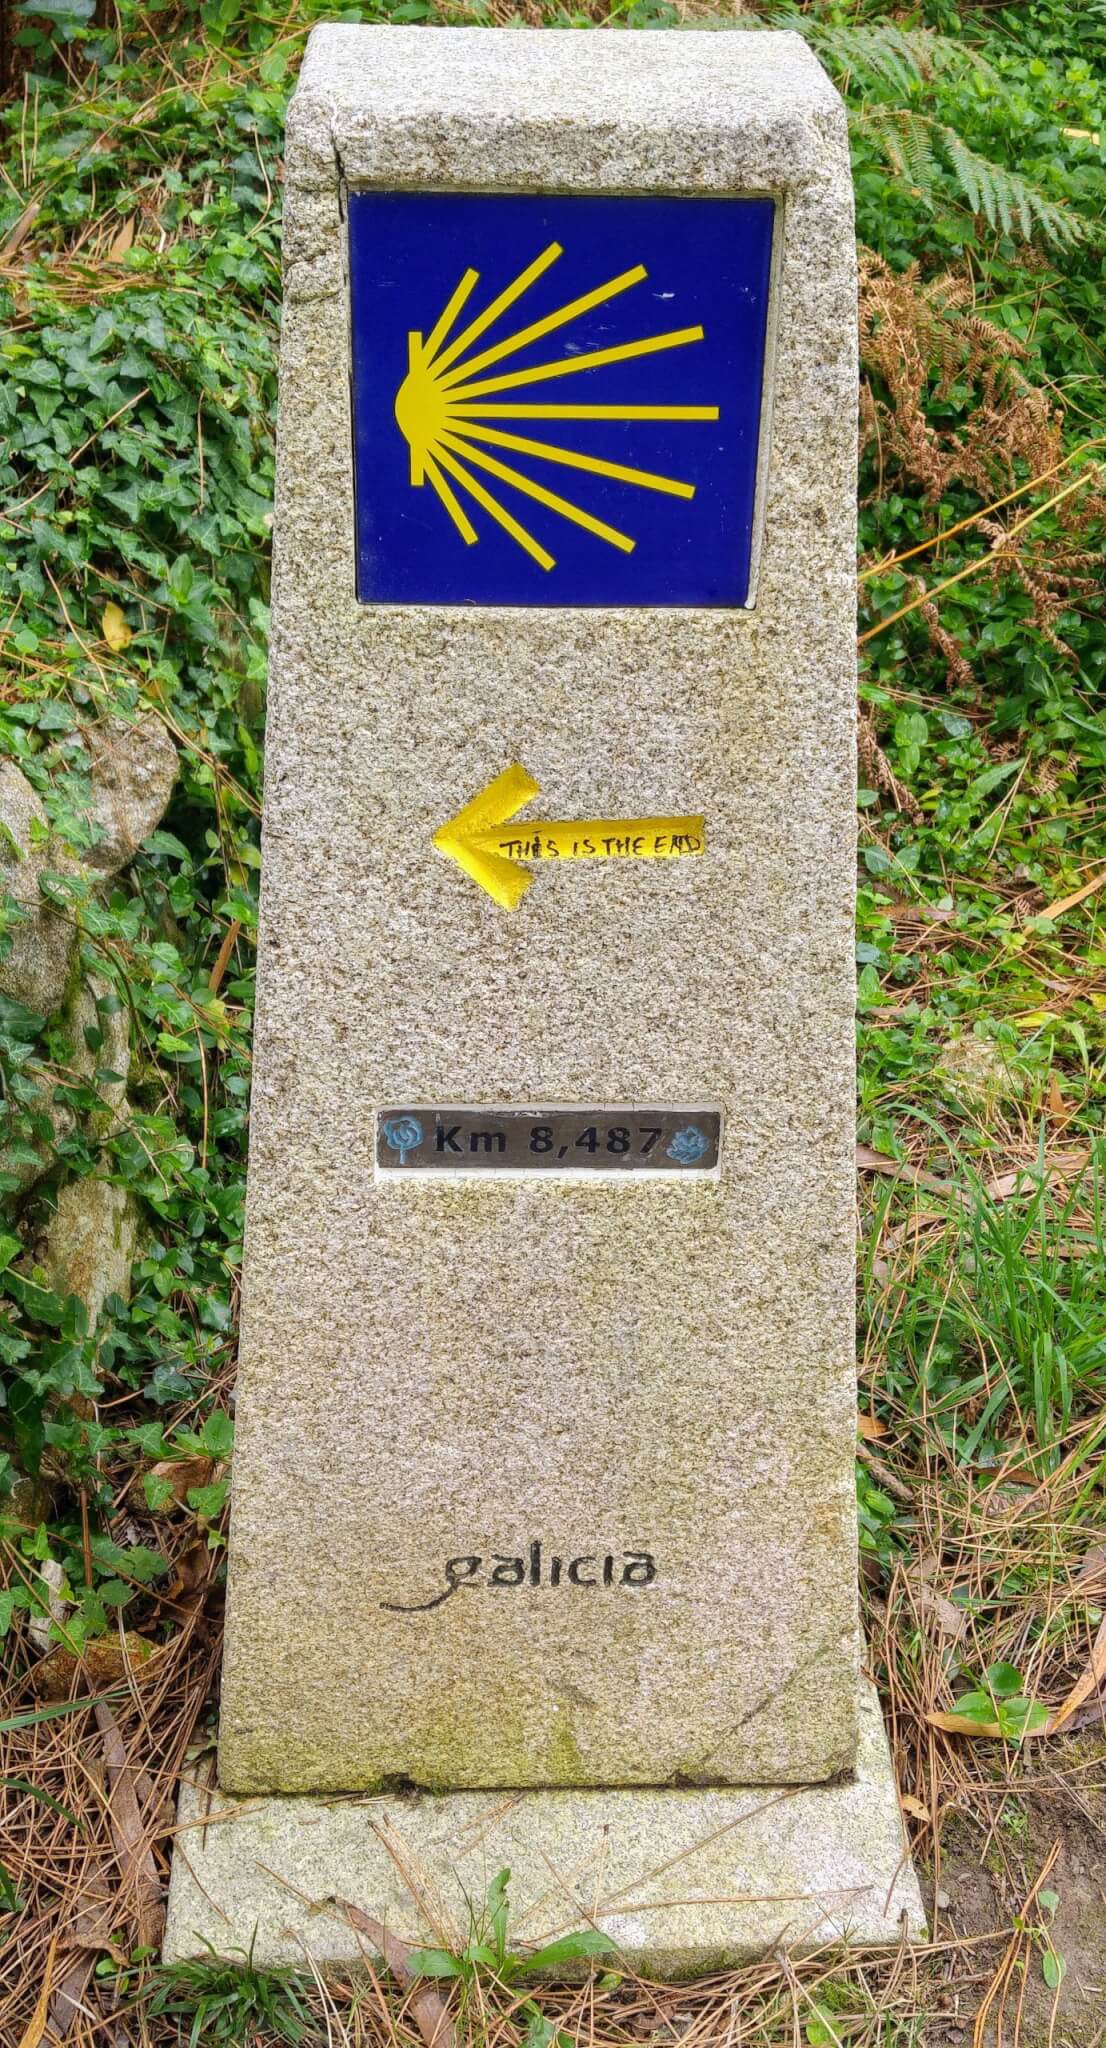 THIS IS THE END
Km 8,487
galicia